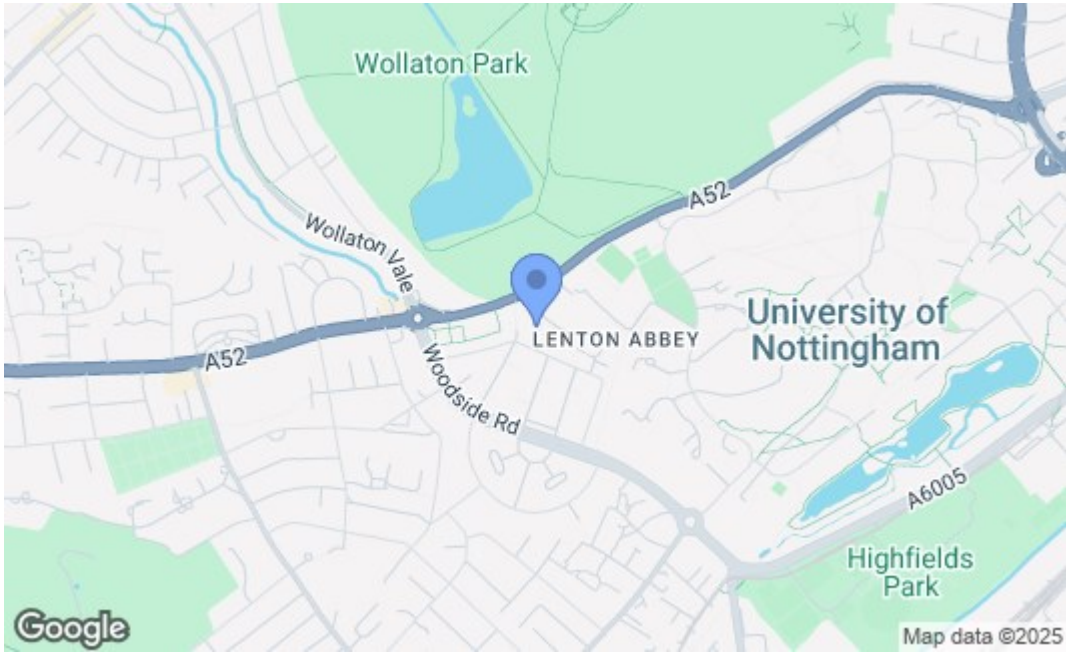 Wollaton Park
Wollaton Vale
A52
LENTON ABBEY
University of
Nottingham
A52
Woodside Rd
A6005
Highfields
Park
Google
Map data ©2025